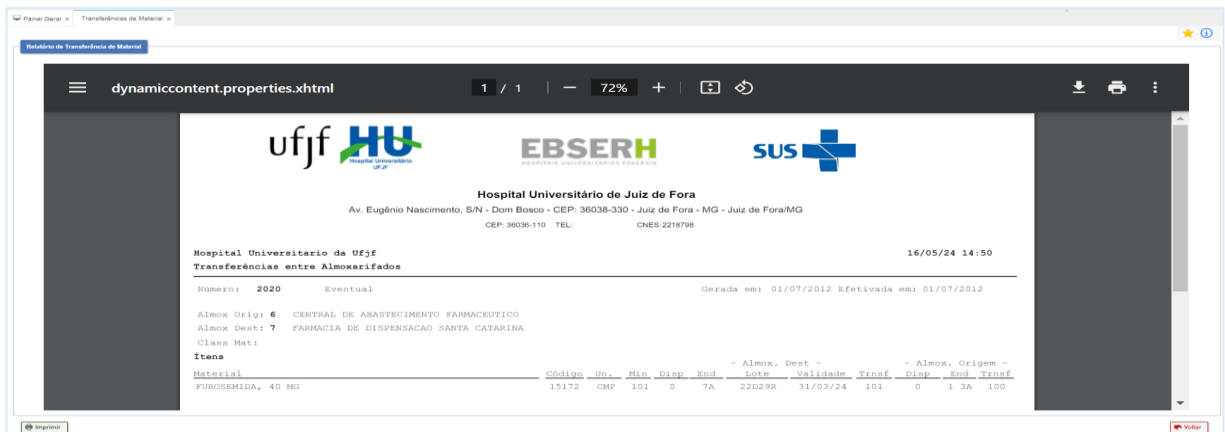 Painel Geral × Transferências de Material ×
Relatório de Transferência de Material
dynamiccontent.properties.xhtml 1 / 1 | − 72% + |
ufjf HU EBSERH SUS
Hospital Universitário HOSPITAIS UNIVERSITÁRIOS FEDERAIS
UFJF
Hospital Universitário de Juiz de Fora
Av. Eugênio Nascimento, S/N - Dom Bosco - CEP: 36038-330 - Juiz de Fora - MG - Juiz de Fora/MG
CEP: 36036-110 TEL: CNES:2218798
Hospital Universitario da Ufjf 16/05/24 14:50
Transferências entre Almoxarifados
Número: 2020 Eventual Gerada em: 01/07/2012 Efetivada em: 01/07/2012
Almox Orig: 6 CENTRAL DE ABASTECIMENTO FARMACEUTICO
Almox Dest: 7 FARMACIA DE DISPENSACAO SANTA CATARINA
Class Mat:
Ítens
- Almox. Dest - - Almox. Origem -
Material Código Un. Min Disp End Lote Validade Trnsf Disp End Trnsf
FUROSEMIDA, 40 MG 15172 CMP 101 0 7A 22D29R 31/03/24 101 0 1 3A 100
Imprimir Voltar